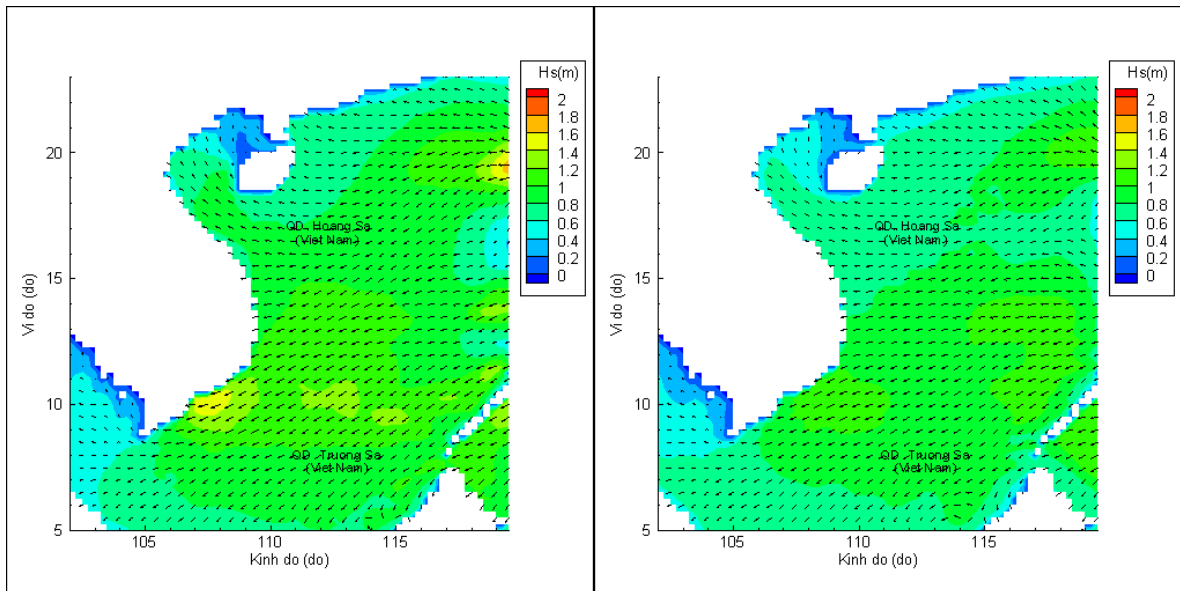 Hs(m)
2
1.8
1.6
1.4
1.2
1
0.8
0.6
0.4
0.2
0
20
15
10
5
Vi do (do)
QD. Hoang Sa
(Viet Nam)
QD. Truong Sa
(Viet Nam)
105
110
115
Kinh do (do)
Hs(m)
2
1.8
1.6
1.4
1.2
1
0.8
0.6
0.4
0.2
0
20
15
10
5
Vi do (do)
QD. Hoang Sa
(Viet Nam)
QD. Truong Sa
(Viet Nam)
105
110
115
Kinh do (do)